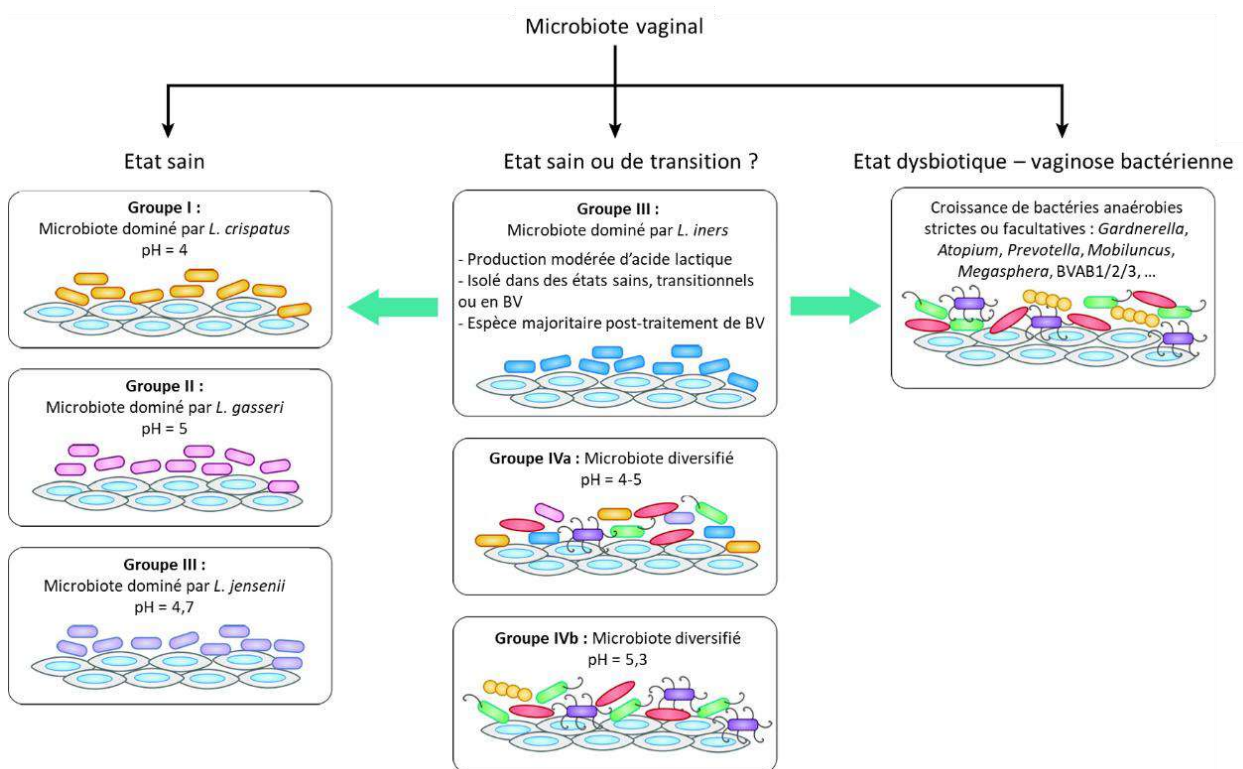 Microbiote vaginal
Etat sain
Groupe I :
Microbiote dominé par L. crispatus
pH = 4
Groupe II :
Microbiote dominé par L. gasseri
pH = 5
Groupe III :
Microbiote dominé par L. jensenii
pH = 4,7
Etat sain ou de transition ?
Groupe III :
Microbiote dominé par L. iners
- Production modérée d'acide lactique
- Isolé dans des états sains, transitionnels
ou en BV
- Espèce majoritaire post-traitement de BV
Groupe IVa : Microbiote diversifié
pH = 4-5
Groupe IVb : Microbiote diversifié
pH = 5,3
Etat dysbiotique – vaginose bactérienne
Croissance de bactéries anaérobies
strictes ou facultatives : Gardnerella,
Atopium, Prevotella, Mobiluncus,
Megasphera, BVAB1/2/3, ...